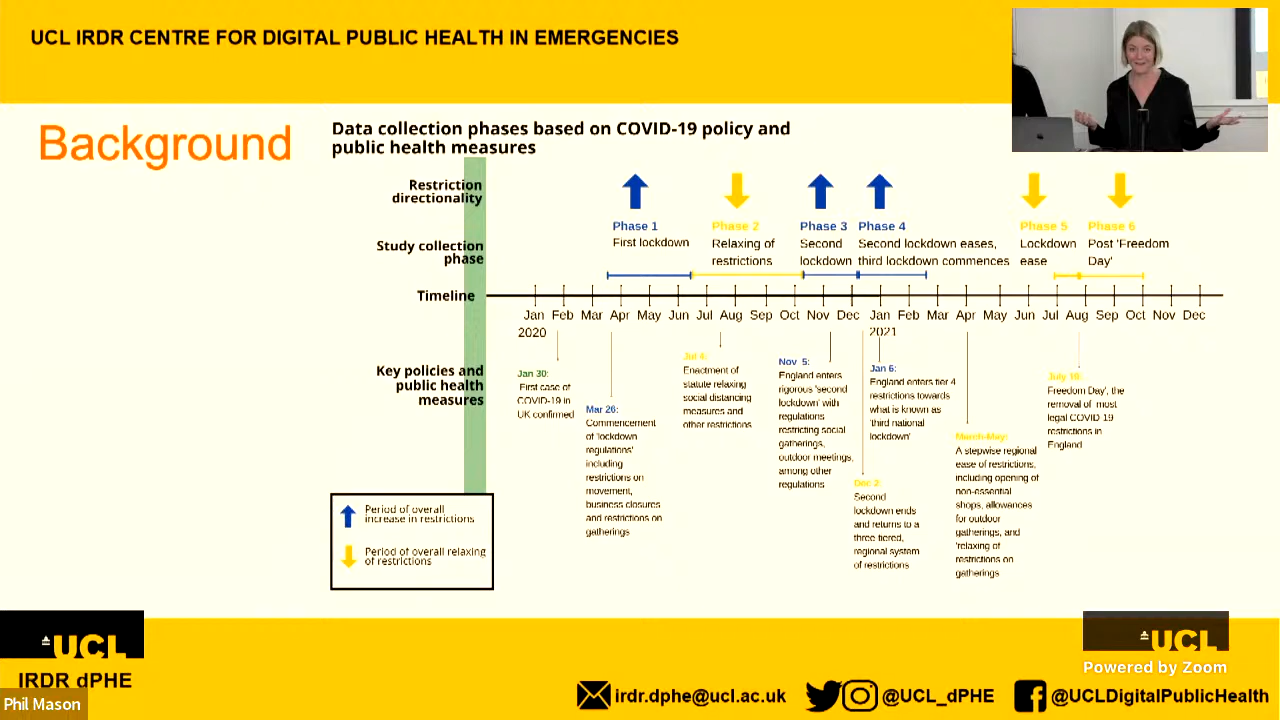 UCL IRDR CENTRE FOR DIGITAL PUBLIC HEALTH IN EMERGENCIES
Background
Data collection phases based on COVID-19 policy and
public health measures
Restriction
directionality
Study collection
phase
Phase 1
First lockdown
Phase 2
Relaxing of
restrictions
Phase 3
Second
lockdown
Phase 4
Second lockdown eases,
third lockdown commences
Phase 5
Lockdown
ease
Phase 6
Post 'Freedom
Day'
Timeline
Jan Feb Mar Apr May Jun Jul Aug Sep Oct Nov Dec Jan Feb Mar Apr May Jun Jul Aug Sep Oct Nov Dec
2020 2021
Key policies and
public health
measures
Jan 30:
First case of
COVID-19 in
UK confirmed
Mar 26:
Commencement
of 'lockdown
regulations'
including
restrictions on
movement,
business closures
and restrictions on
gatherings
Jul 4:
Enactment of
statute relaxing
social distancing
measures and
other restrictions
Nov 5:
England enters
rigorous 'second
lockdown' with
regulations
restricting social
gatherings,
outdoor meetings,
among other
regulations
Dec 2:
Second
lockdown ends
and returns to a
three-tiered,
regional system
of restrictions
Jan 6:
England enters tier 4
restrictions towards
what is known as
'third national
lockdown'
March-May:
A stepwise regional
ease of restrictions,
including opening of
non-essential
shops, allowances
for outdoor
gatherings, and
'relaxing of
restrictions on
gatherings
July 19:
Freedom Day', the
removal of most
legal COVID-19
restrictions in
England
Period of overall
increase in restrictions
Period of overall relaxing
of restrictions
UCL
IRDR dPHE
Phil Mason
UCL
Powered by Zoom
irdr.dphe@ucl.ac.uk
@UCL_dPHE
@UCLDigitalPublicHealth